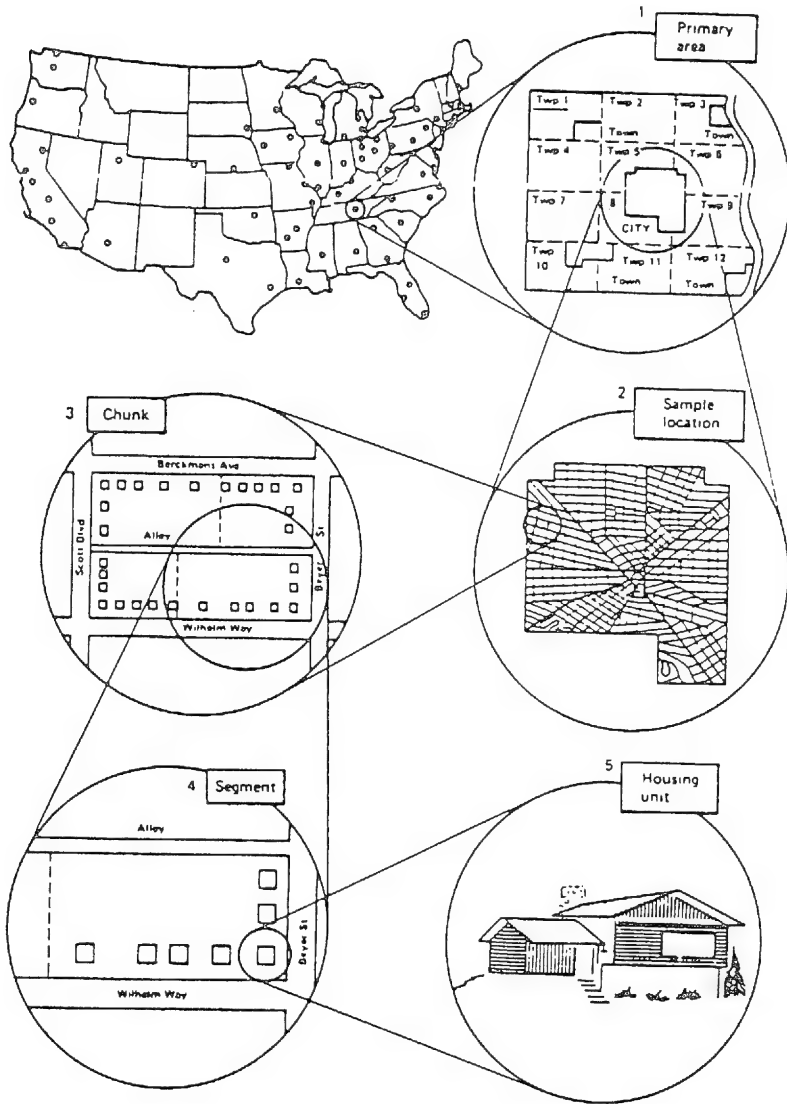 1
Primary
area
Twp 1
Twp 2
Twp 3
Town
Town
Twp 4
Twp 5
Twp 6
Twp 7
8
Twp 9
CITY
Twp
10
Twp 11
Twp 12
Town
Town
3
Chunk
2
Sample
location
Berckmans Ave
Scott Blvd
Alley
Beyer St
Wilhelm Way
4
Segment
5
Housing
unit
Alley
Beyer St
Wilhelm Way